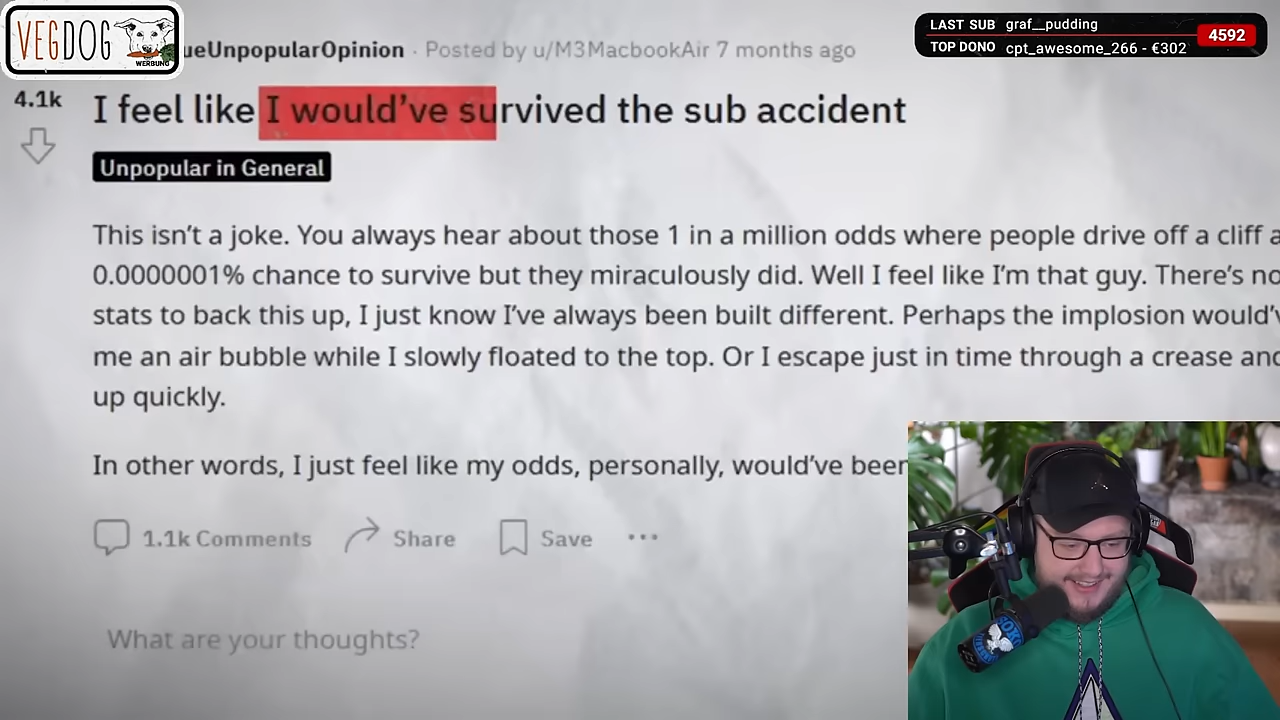 VEGDOG
WERBUNG
ueUnpopularOpinion · Posted by u/M3MacbookAir 7 months ago
LAST SUB graf__pudding
TOP DONO cpt_awesome_266 - €302
4592
4.1k
I feel like I would’ve survived the sub accident
Unpopular in General
This isn’t a joke. You always hear about those 1 in a million odds where people drive off a cliff a
0.0000001% chance to survive but they miraculously did. Well I feel like I’m that guy. There’s no
stats to back this up, I just know I’ve always been built different. Perhaps the implosion would’v
me an air bubble while I slowly floated to the top. Or I escape just in time through a crease and
up quickly.
In other words, I just feel like my odds, personally, would’ve been
1.1k Comments Share Save ...
What are your thoughts?